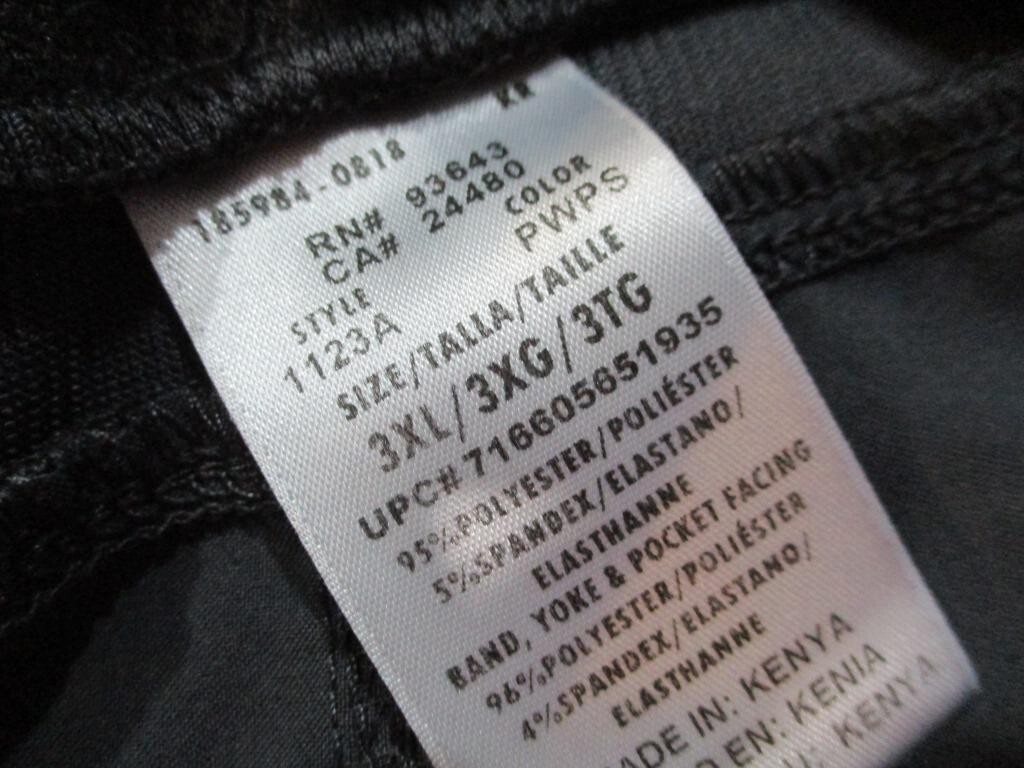 KR
185984-0818
RN# 93643
CA# 24480
STYLE COLOR
1123A PWPS
SIZE/TALLA/TAILLE
3XL/3XG/3TG
UPC# 716605651935
95%POLYESTER/POLIÉSTER
5%SPANDEX/ELASTANO/
ELASTHANNE
BAND, YOKE & POCKET FACING
96%POLYESTER/POLIÉSTER
4%SPANDEX/ELASTANO/
ELASTHANNE
ADE IN: KENYA
O EN: KENIA
KENYA